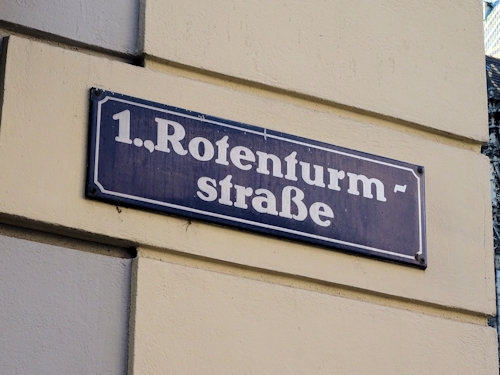 1., Rotenturm-
straße